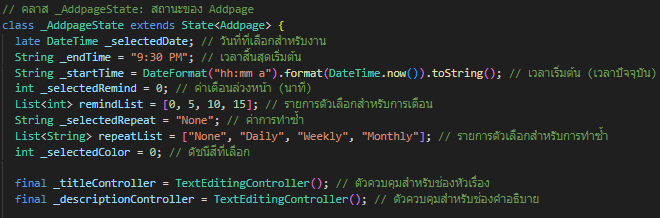 // คลาส _AddpageState: สถานะของ Addpage
class _AddpageState extends State<Addpage> {
  late DateTime _selectedDate; // วันที่ที่เลือกสำหรับงาน
  String _endTime = "9:30 PM"; // เวลาสิ้นสุดเริ่มต้น
  String _startTime = DateFormat("hh:mm a").format(DateTime.now()).toString(); // เวลาเริ่มต้น (เวลาปัจจุบัน)
  int _selectedRemind = 0; // ค่าเตือนล่วงหน้า (นาที)
  List<int> remindList = [0, 5, 10, 15]; // รายการตัวเลือกสำหรับการเตือน
  String _selectedRepeat = "None"; // ค่าการทำซ้ำ
  List<String> repeatList = ["None", "Daily", "Weekly", "Monthly"]; // รายการตัวเลือกสำหรับการทำซ้ำ
  int _selectedColor = 0; // ดัชนีสีที่เลือก
  final _titleController = TextEditingController(); // ตัวควบคุมสำหรับช่องหัวเรื่อง
  final _descriptionController = TextEditingController(); // ตัวควบคุมสำหรับช่องคำอธิบาย